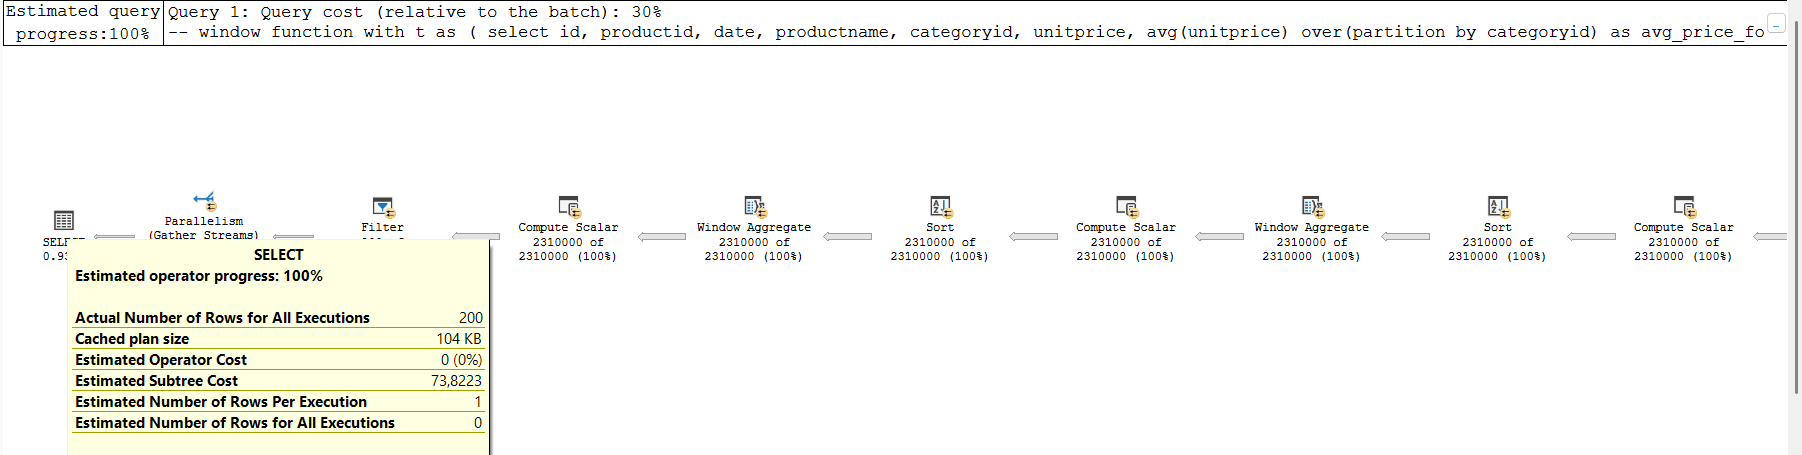 Estimated query
progress:100%
Query 1: Query cost (relative to the batch): 30%
-- window function with t as ( select id, productid, date, productname, categoryid, unitprice, avg(unitprice) over(partition by categoryid) as avg_price_fo
Parallelism
(Gather Streams)
Filter
Compute Scalar
2310000 of
2310000 (100%)
Window Aggregate
2310000 of
2310000 (100%)
Sort
2310000 of
2310000 (100%)
Compute Scalar
2310000 of
2310000 (100%)
Window Aggregate
2310000 of
2310000 (100%)
Sort
2310000 of
2310000 (100%)
Compute Scalar
2310000 of
2310000 (100%)
SELECT
Estimated operator progress: 100%
Actual Number of Rows for All Executions 200
Cached plan size 104 KB
Estimated Operator Cost 0 (0%)
Estimated Subtree Cost 73,8223
Estimated Number of Rows Per Execution 1
Estimated Number of Rows for All Executions 0